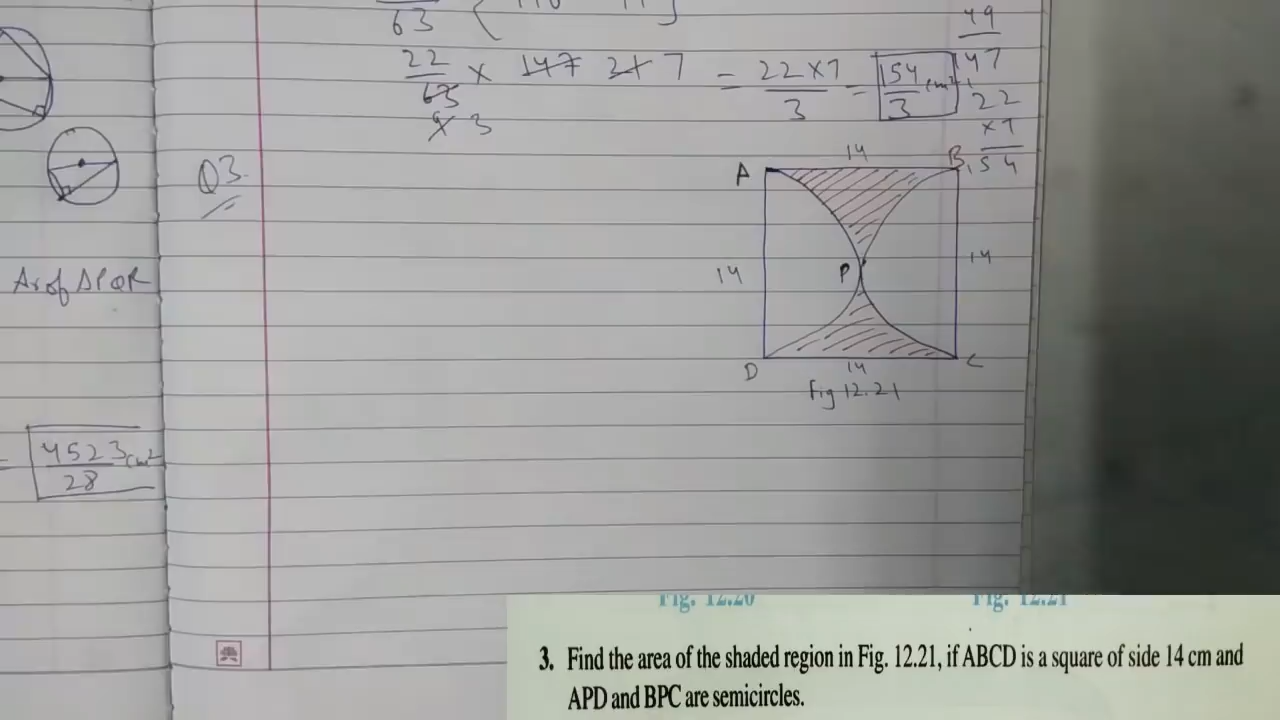 63
22/63 × 147 21 7 = 22×7/3 = 154/3 cm²
9 3
49
147
22
×7
154
Q3.
A 14 B
14 P 14
D 14 C
Fig 12.21
Ar of ΔPQR
= 4523/28 cm²
Fig. 12.20 Fig. 12.21
3. Find the area of the shaded region in Fig. 12.21, if ABCD is a square of side 14 cm and
APD and BPC are semicircles.